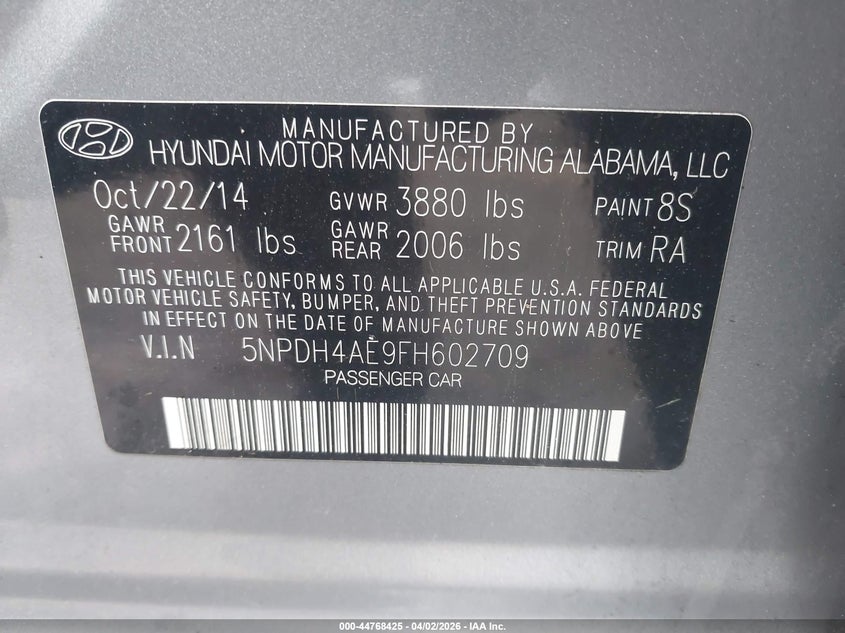 MANUFACTURED BY
HYUNDAI MOTOR MANUFACTURING ALABAMA, LLC
Oct/22/14 GVWR 3880 lbs PAINT 8S
GAWR FRONT 2161 lbs GAWR REAR 2006 lbs TRIM RA
THIS VEHICLE CONFORMS TO ALL APPLICABLE U.S.A. FEDERAL
MOTOR VEHICLE SAFETY, BUMPER, AND THEFT PREVENTION STANDARDS
IN EFFECT ON THE DATE OF MANUFACTURE SHOWN ABOVE
V.I.N 5NPDH4AE9FH602709
PASSENGER CAR
000-44768425 | 04/02/2026 - IAA Inc.